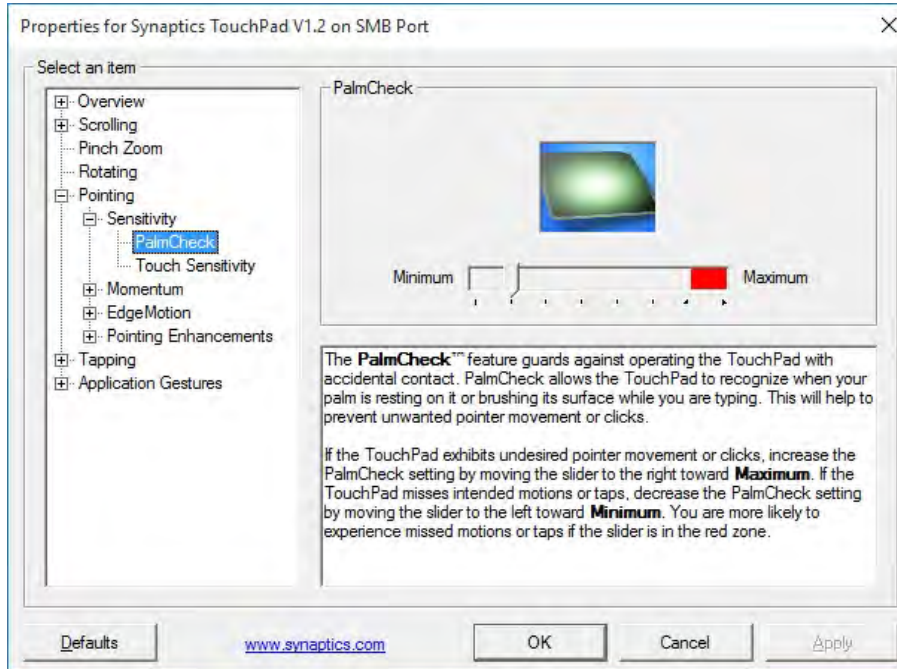 Properties for Synaptics TouchPad V1.2 on SMB Port
Select an item
Overview
Scrolling
Pinch Zoom
Rotating
Pointing
Sensitivity
PalmCheck
Touch Sensitivity
Momentum
EdgeMotion
Pointing Enhancements
Tapping
Application Gestures
PalmCheck
Minimum
Maximum
The PalmCheck™ feature guards against operating the TouchPad with
accidental contact. PalmCheck allows the TouchPad to recognize when your
palm is resting on it or brushing its surface while you are typing. This will help to
prevent unwanted pointer movement or clicks.
If the TouchPad exhibits undesired pointer movement or clicks, increase the
PalmCheck setting by moving the slider to the right toward Maximum. If the
TouchPad misses intended motions or taps, decrease the PalmCheck setting
by moving the slider to the left toward Minimum. You are more likely to
experience missed motions or taps if the slider is in the red zone.
Defaults
www.synaptics.com
OK
Cancel
Apply